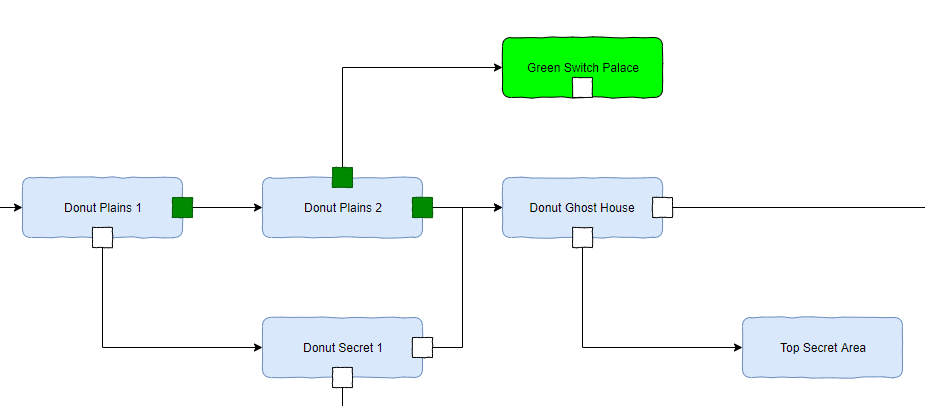 Green Switch Palace
Donut Plains 1
Donut Plains 2
Donut Ghost House
Donut Secret 1
Top Secret Area